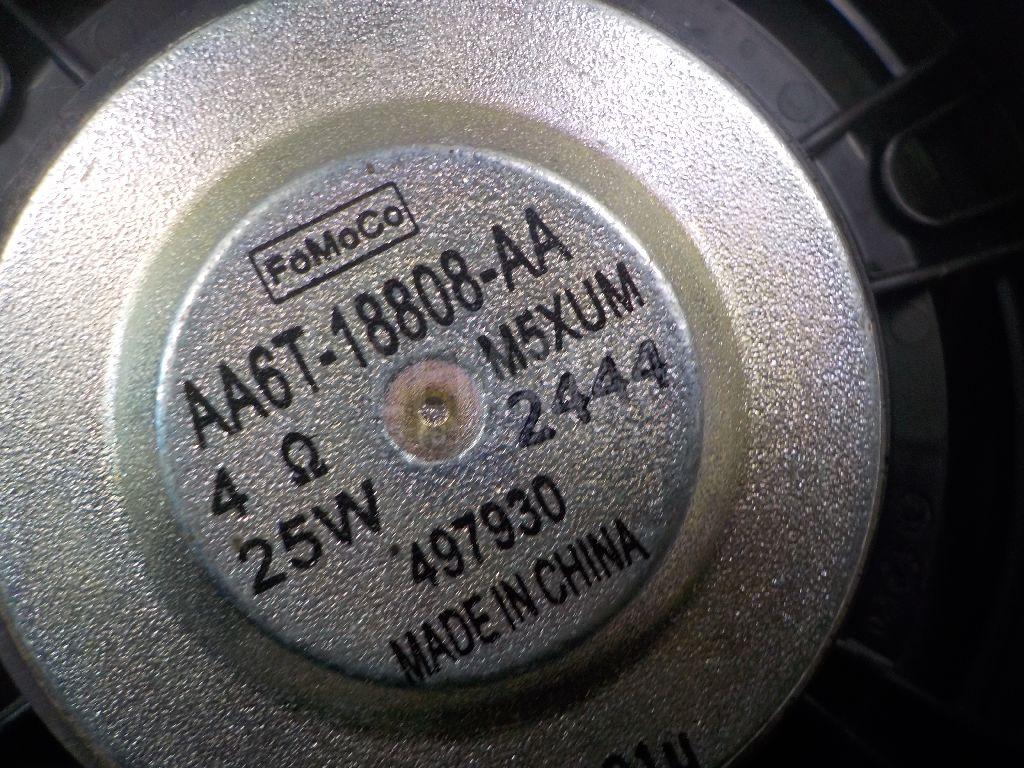 FoMoCo
AA6T-18808-AA
4 Ω M5XUM
25W 2444
497930
MADE IN CHINA